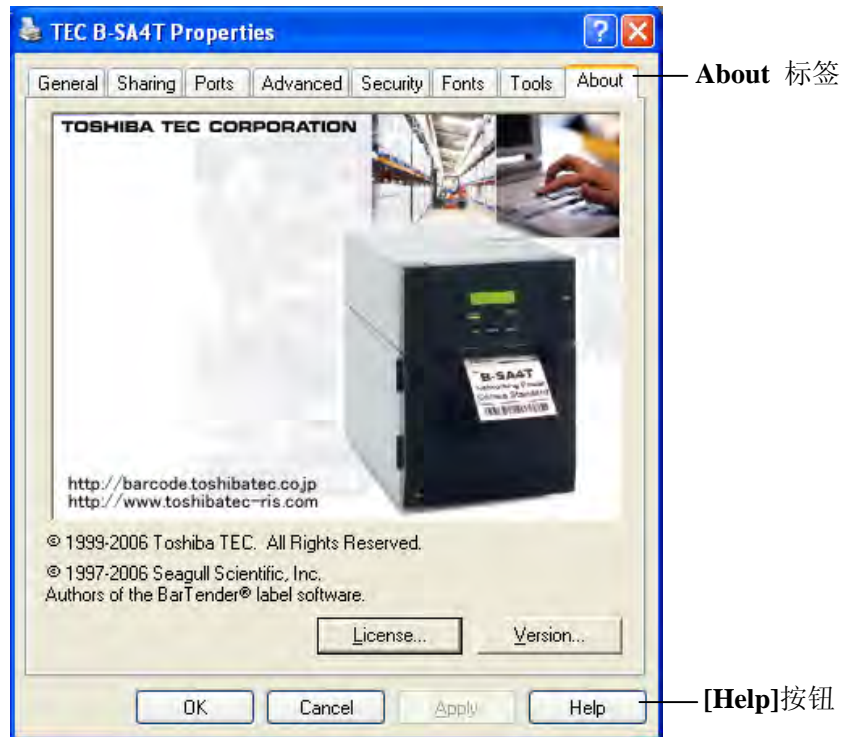 TEC B-SA4T Properties
General Sharing Ports Advanced Security Fonts Tools About
About 标签
TOSHIBA TEC CORPORATION
B-SA4T
Networking Power
http://barcode.toshibatec.co.jp
http://www.toshibatec-ris.com
© 1999-2006 Toshiba TEC. All Rights Reserved.
© 1997-2006 Seagull Scientific, Inc.
Authors of the BarTender® label software.
License... Version...
OK Cancel Apply Help
[Help]按钮